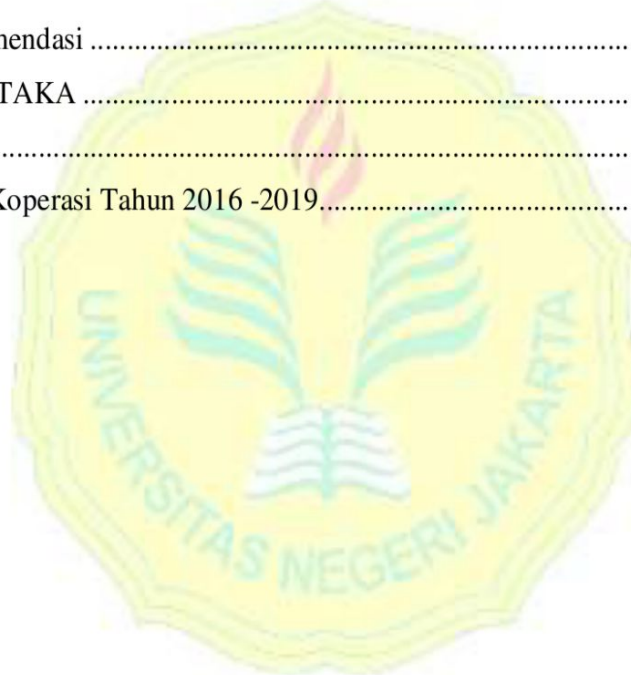 nendasi ........................................................................
TAKA ........................................................................
........................................................................
Koperasi Tahun 2016 -2019........................................
UNIVERSITAS NEGERI JAKARTA